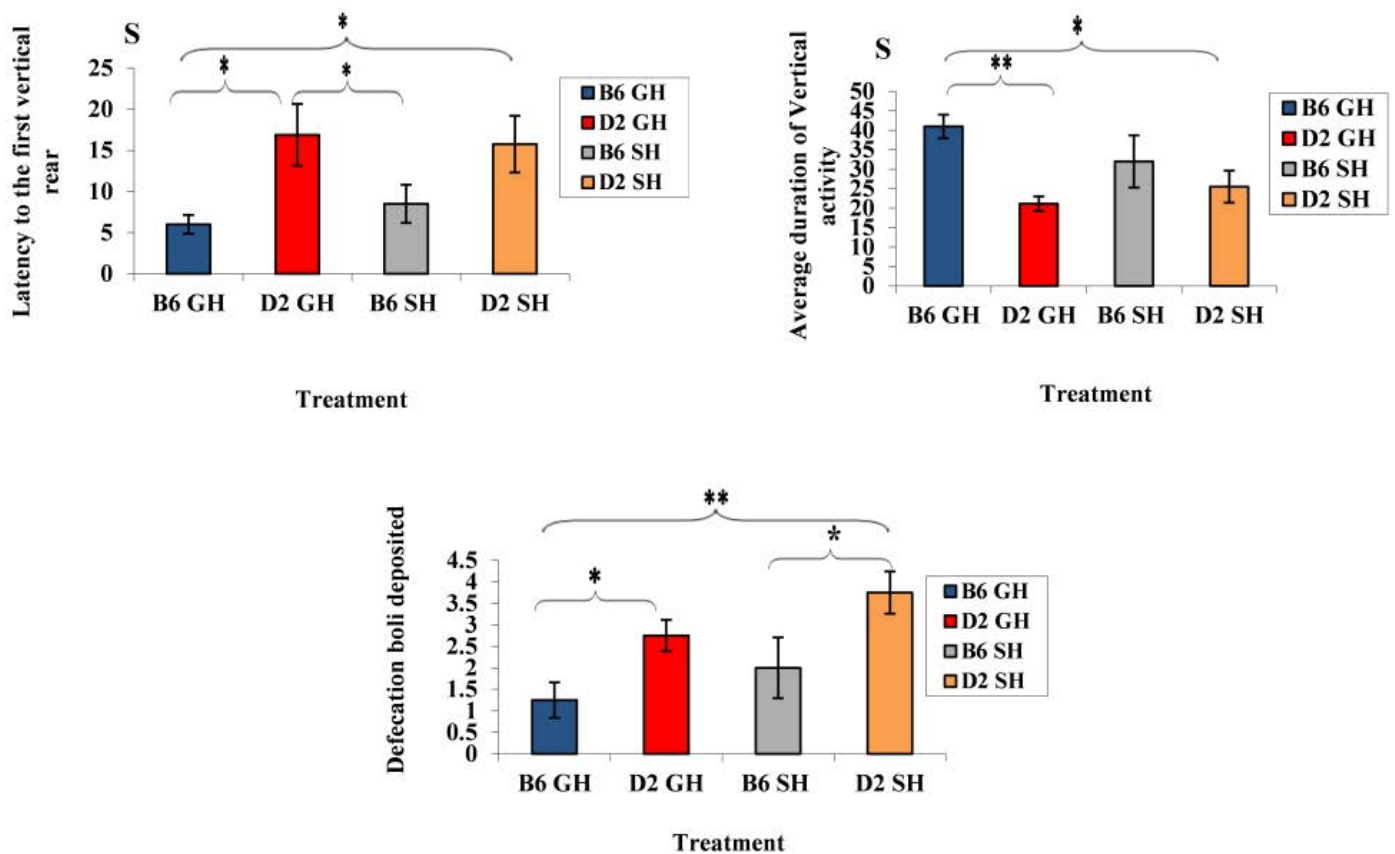 *
S
*
*
25
20
15
10
5
0
Latency to the first vertical
rear
B6 GH
D2 GH
B6 SH
D2 SH
B6 GH D2 GH B6 SH D2 SH
Treatment
*
S
**
50
45
40
35
30
25
20
15
10
5
0
Average duration of Vertical
activity
B6 GH
D2 GH
B6 SH
D2 SH
B6 GH D2 GH B6 SH D2 SH
Treatment
**
*
*
4.5
4
3.5
3
2.5
2
1.5
1
0.5
0
Defecation boli deposited
B6 GH
D2 GH
B6 SH
D2 SH
B6 GH D2 GH B6 SH D2 SH
Treatment